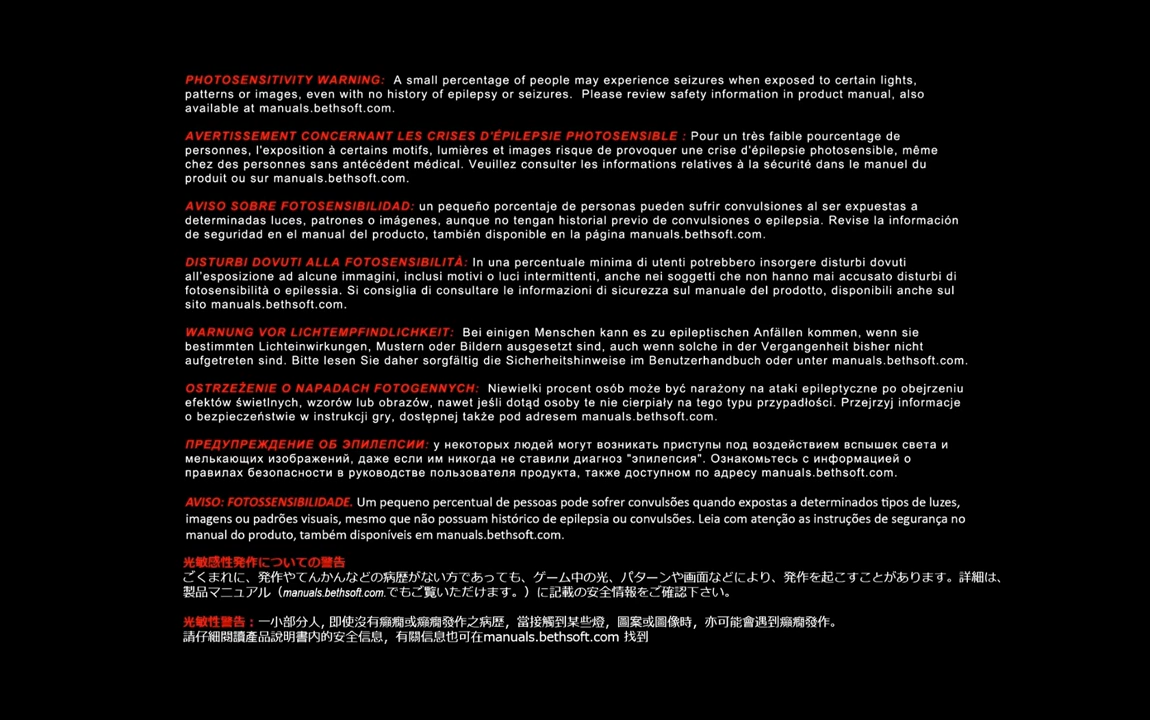 PHOTOSENSITIVITY WARNING: A small percentage of people may experience seizures when exposed to certain lights,
patterns or images, even with no history of epilepsy or seizures. Please review safety information in product manual, also
available at manuals.bethsoft.com.
AVERTISSEMENT CONCERNANT LES CRISES D'ÉPILEPSIE PHOTOSENSIBLE : Pour un très faible pourcentage de
personnes, l'exposition à certains motifs, lumières et images risque de provoquer une crise d'épilepsie photosensible, même
chez des personnes sans antécédent médical. Veuillez consulter les informations relatives à la sécurité dans le manuel du
produit ou sur manuals.bethsoft.com.
AVISO SOBRE FOTOSENSIBILIDAD: un pequeño porcentaje de personas pueden sufrir convulsiones al ser expuestas a
determinadas luces, patrones o imágenes, aunque no tengan historial previo de convulsiones o epilepsia. Revise la información
de seguridad en el manual del producto, también disponible en la página manuals.bethsoft.com.
DISTURBI DOVUTI ALLA FOTOSENSIBILITÀ: In una percentuale minima di utenti potrebbero insorgere disturbi dovuti
all'esposizione ad alcune immagini, inclusi motivi o luci intermittenti, anche nei soggetti che non hanno mai accusato disturbi di
fotosensibilità o epilessia. Si consiglia di consultare le informazioni di sicurezza sul manuale del prodotto, disponibili anche sul
sito manuals.bethsoft.com.
WARNUNG VOR LICHTEMPFINDLICHKEIT: Bei einigen Menschen kann es zu epileptischen Anfällen kommen, wenn sie
bestimmten Lichteinwirkungen, Mustern oder Bildern ausgesetzt sind, auch wenn solche in der Vergangenheit bisher nicht
aufgetreten sind. Bitte lesen Sie daher sorgfältig die Sicherheitshinweise im Benutzerhandbuch oder unter manuals.bethsoft.com.
OSTRZEŻENIE O NAPADACH FOTOGENNYCH: Niewielki procent osób może być narażony na ataki epileptyczne po obejrzeniu
efektów świetlnych, wzorów lub obrazów, nawet jeśli dotąd osoby te nie cierpiały na tego typu przypadłości. Przejrzyj informacje
o bezpieczeństwie w instrukcji gry, dostępnej także pod adresem manuals.bethsoft.com.
ПРЕДУПРЕЖДЕНИЕ ОБ ЭПИЛЕПСИИ: у некоторых людей могут возникать приступы под воздействием вспышек света и
мелькающих изображений, даже если им никогда не ставили диагноз "эпилепсия". Ознакомьтесь с информацией о
правилах безопасности в руководстве пользователя продукта, также доступном по адресу manuals.bethsoft.com.
AVISO: FOTOSSENSIBILIDADE. Um pequeno percentual de pessoas pode sofrer convulsões quando expostas a determinados tipos de luzes,
imagens ou padrões visuais, mesmo que não possuam histórico de epilepsia ou convulsões. Leia com atenção as instruções de segurança no
manual do produto, também disponíveis em manuals.bethsoft.com.
光敏感性発作についての警告
ごくまれに、発作やてんかんなどの病歴がない方であっても、ゲーム中の光、パターンや画面などにより、発作を起こすことがあります。詳細は、
製品マニュアル（manuals.bethsoft.com.でもご覧いただけます。）に記載の安全情報をご確認下さい。
光敏性警告：一小部分人, 即使沒有癲癇或癲癇發作之病歷，當接觸到某些燈，圖案或圖像時，亦可能會遇到癲癇發作。
請仔細閱讀產品說明書内的安全信息，有關信息也可在manuals.bethsoft.com 找到